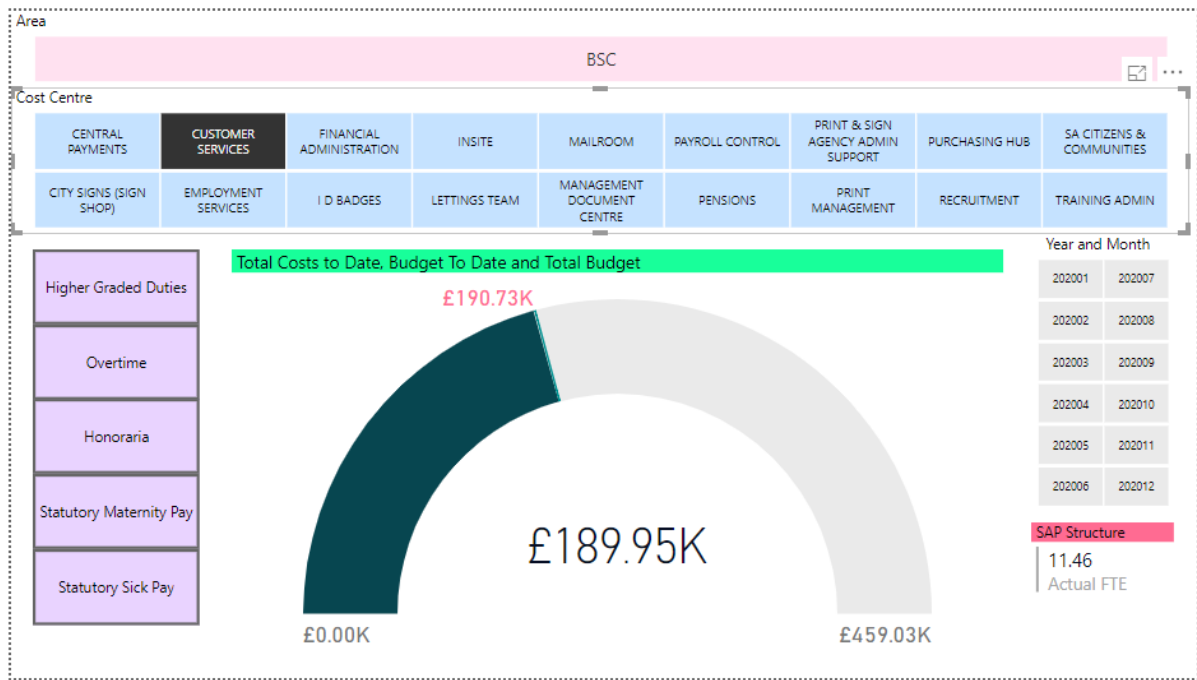 Area
BSC
Cost Centre
CENTRAL
PAYMENTS
CUSTOMER
SERVICES
FINANCIAL
ADMINISTRATION
INSITE
MAILROOM
PAYROLL CONTROL
PRINT & SIGN
AGENCY ADMIN
SUPPORT
PURCHASING HUB
SA CITIZENS &
COMMUNITIES
CITY SIGNS (SIGN
SHOP)
EMPLOYMENT
SERVICES
I D BADGES
LETTINGS TEAM
MANAGEMENT
DOCUMENT
CENTRE
PENSIONS
PRINT
MANAGEMENT
RECRUITMENT
TRAINING ADMIN
Higher Graded Duties
Overtime
Honoraria
Statutory Maternity Pay
Statutory Sick Pay
Total Costs to Date, Budget To Date and Total Budget
£190.73K
£189.95K
£0.00K
£459.03K
Year and Month
202001 202007
202002 202008
202003 202009
202004 202010
202005 202011
202006 202012
SAP Structure
11.46
Actual FTE